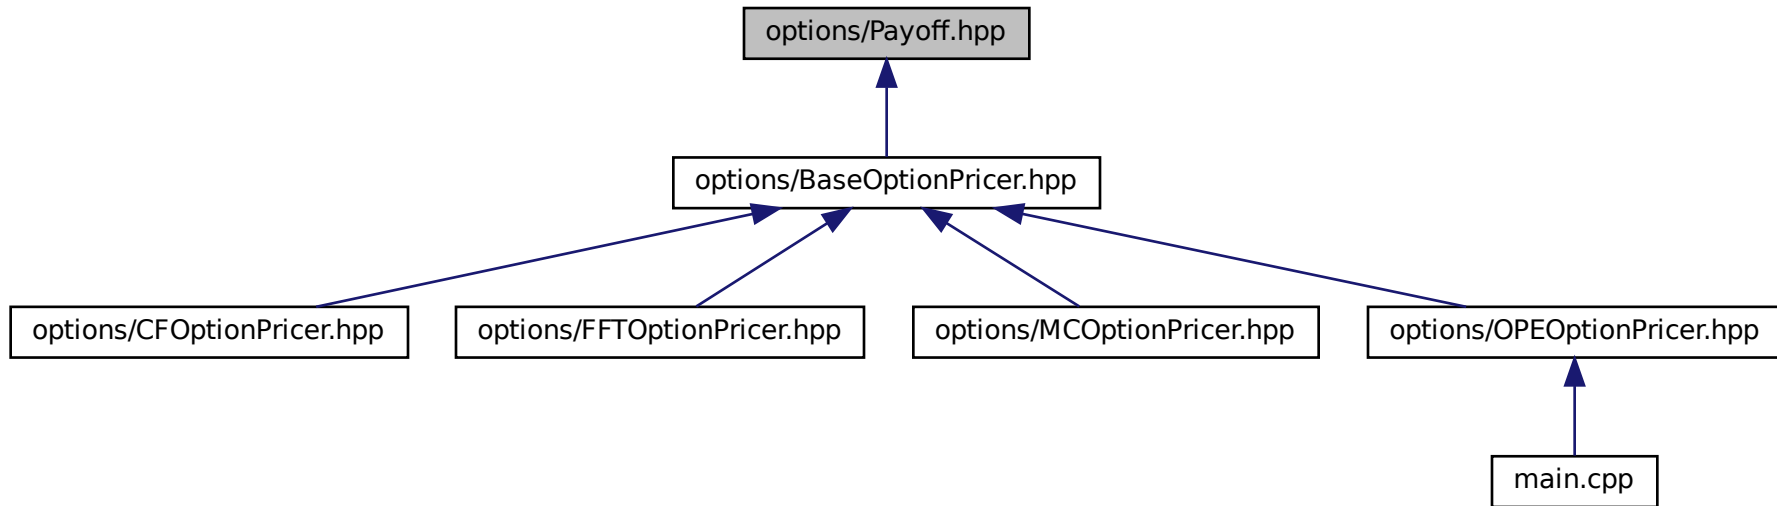 options/Payoff.hpp
options/BaseOptionPricer.hpp
options/CFOptionPricer.hpp
options/FFTOptionPricer.hpp
options/MCOptionPricer.hpp
options/OPEOptionPricer.hpp
main.cpp